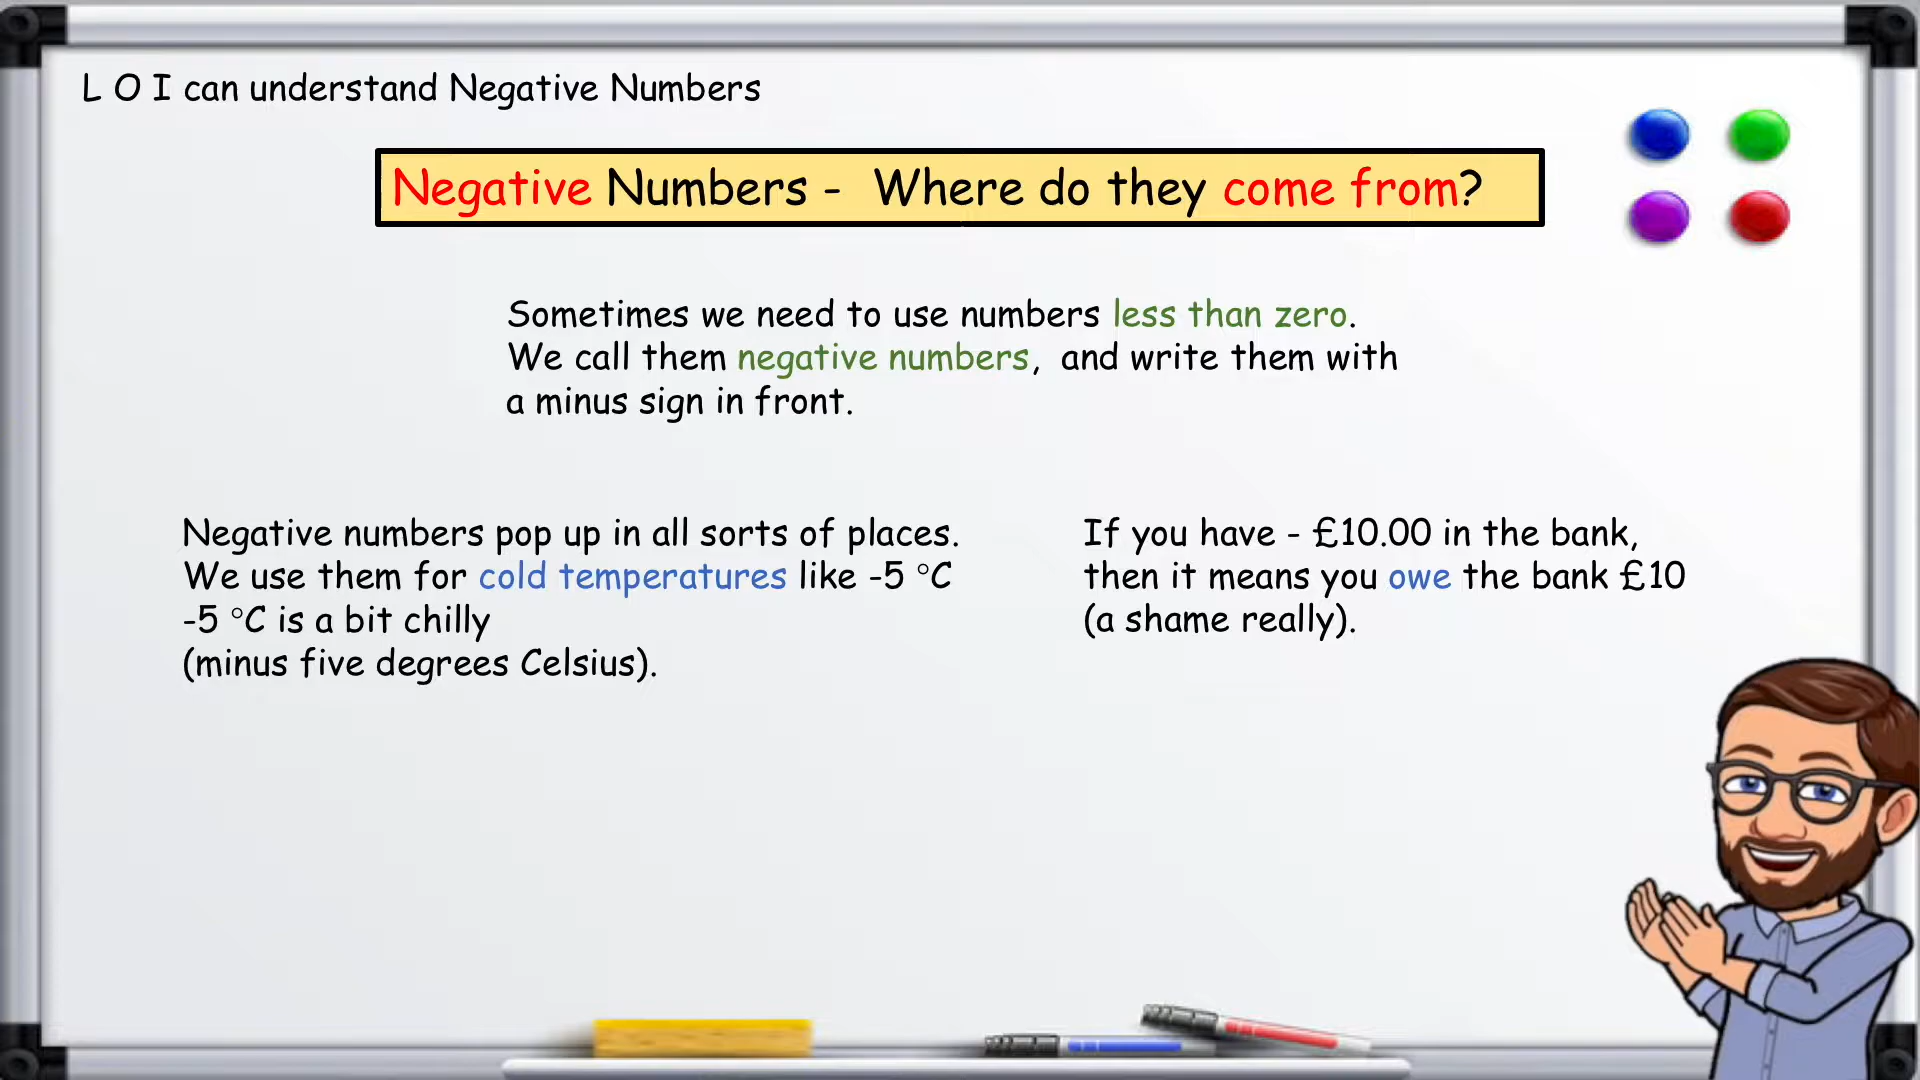 L O I can understand Negative Numbers
Negative Numbers - Where do they come from?
Sometimes we need to use numbers less than zero.
We call them negative numbers, and write them with
a minus sign in front.
Negative numbers pop up in all sorts of places.
We use them for cold temperatures like -5 °C
-5 °C is a bit chilly
(minus five degrees Celsius).
If you have - £10.00 in the bank,
then it means you owe the bank £10
(a shame really).